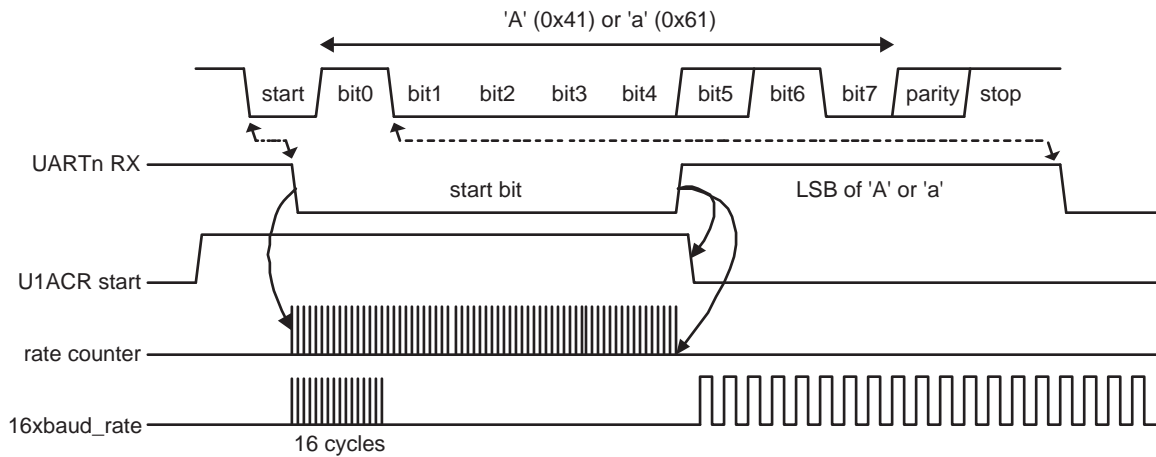 'A' (0x41) or 'a' (0x61)
start bit0 bit1 bit2 bit3 bit4 bit5 bit6 bit7 parity stop
UARTn RX
start bit LSB of 'A' or 'a'
U1ACR start
rate counter
16xbaud_rate
16 cycles